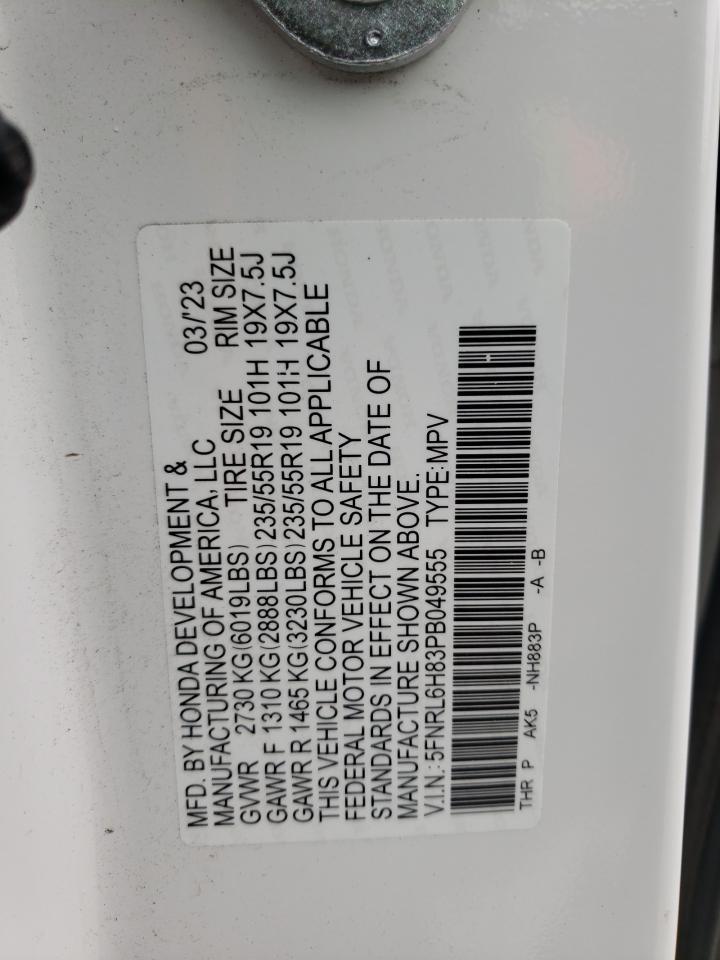 MFD. BY HONDA DEVELOPMENT &
MANUFACTURING OF AMERICA, LLC 03/'23
GVWR 2730 KG (6019LBS) TIRE SIZE RIM SIZE
GAWR F 1310 KG (2888LBS) 235/55R19 101H 19X7.5J
GAWR R 1465 KG (3230LBS) 235/55R19 101H 19X7.5J
THIS VEHICLE CONFORMS TO ALL APPLICABLE
FEDERAL MOTOR VEHICLE SAFETY
STANDARDS IN EFFECT ON THE DATE OF
MANUFACTURE SHOWN ABOVE.
V.I.N.: 5FNRL6H83PB049555 TYPE: MPV
THR P AK5 -NH883P -A -B